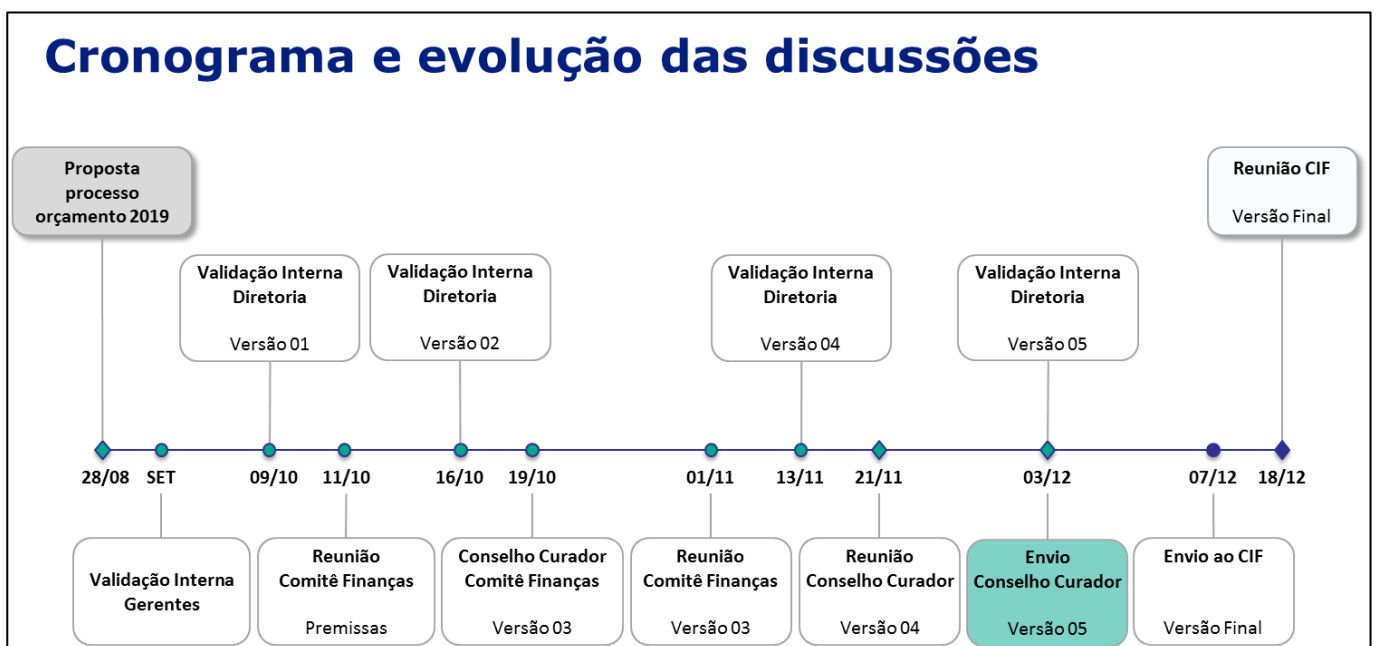 Cronograma e evolução das discussões
Proposta
processo
orçamento 2019
Reunião CIF
Versão Final
Validação Interna
Diretoria
Versão 01
Validação Interna
Diretoria
Versão 02
Validação Interna
Diretoria
Versão 04
Validação Interna
Diretoria
Versão 05
28/08 SET 09/10 11/10 16/10 19/10 01/11 13/11 21/11 03/12 07/12 18/12
Validação Interna
Gerentes
Reunião
Comitê Finanças
Premissas
Conselho Curador
Comitê Finanças
Versão 03
Reunião
Comitê Finanças
Versão 03
Reunião
Conselho Curador
Versão 04
Envio
Conselho Curador
Versão 05
Envio ao CIF
Versão Final